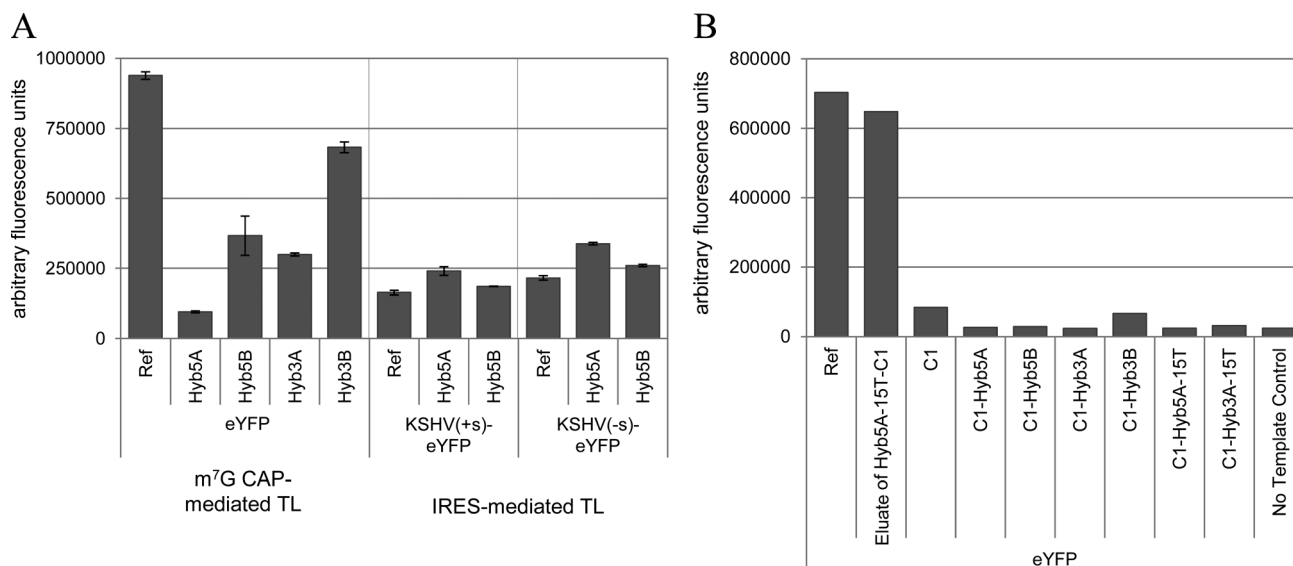 A
arbitrary fluorescence units
1000000
750000
500000
250000
0
Ref
Hyb5A
Hyb5B
Hyb3A
Hyb3B
Ref
Hyb5A
Hyb5B
Ref
Hyb5A
Hyb5B
eYFP
KSHV(+s)-
eYFP
KSHV(-s)-
eYFP
m⁷G CAP-
mediated TL
IRES-mediated TL
B
arbitrary fluorescence units
800000
600000
400000
200000
0
Ref
Eluate of Hyb5A-15T-C1
C1
C1-Hyb5A
C1-Hyb5B
C1-Hyb3A
C1-Hyb3B
C1-Hyb5A-15T
C1-Hyb3A-15T
No Template Control
eYFP